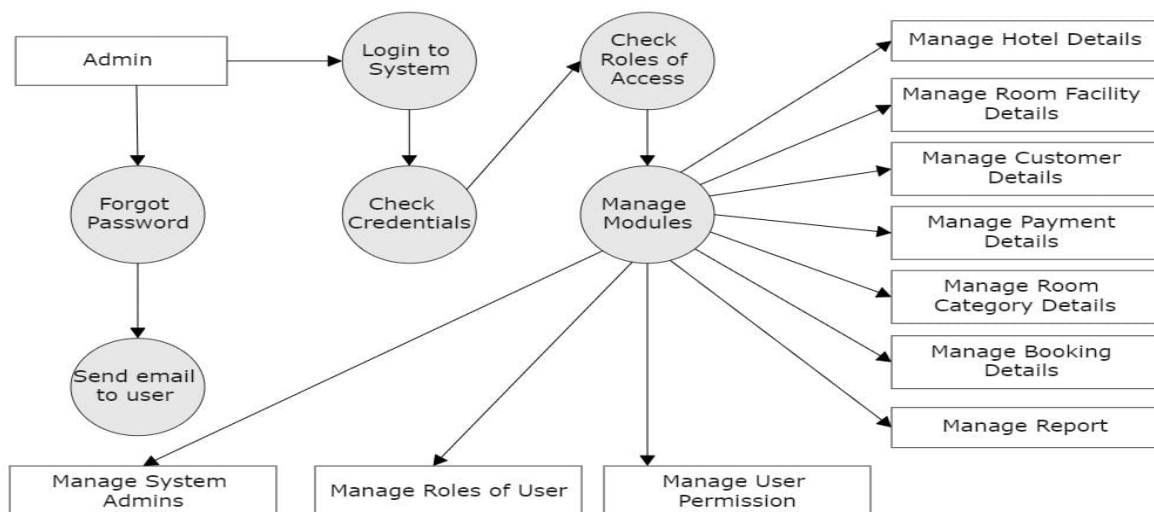 Admin
Login to
System
Check
Roles of
Access
Manage Hotel Details
Manage Room Facility
Details
Manage Customer
Details
Forgot
Password
Check
Credentials
Manage
Modules
Manage Payment
Details
Manage Room
Category Details
Manage Booking
Details
Send email
to user
Manage Report
Manage System
Admins
Manage Roles of User
Manage User
Permission